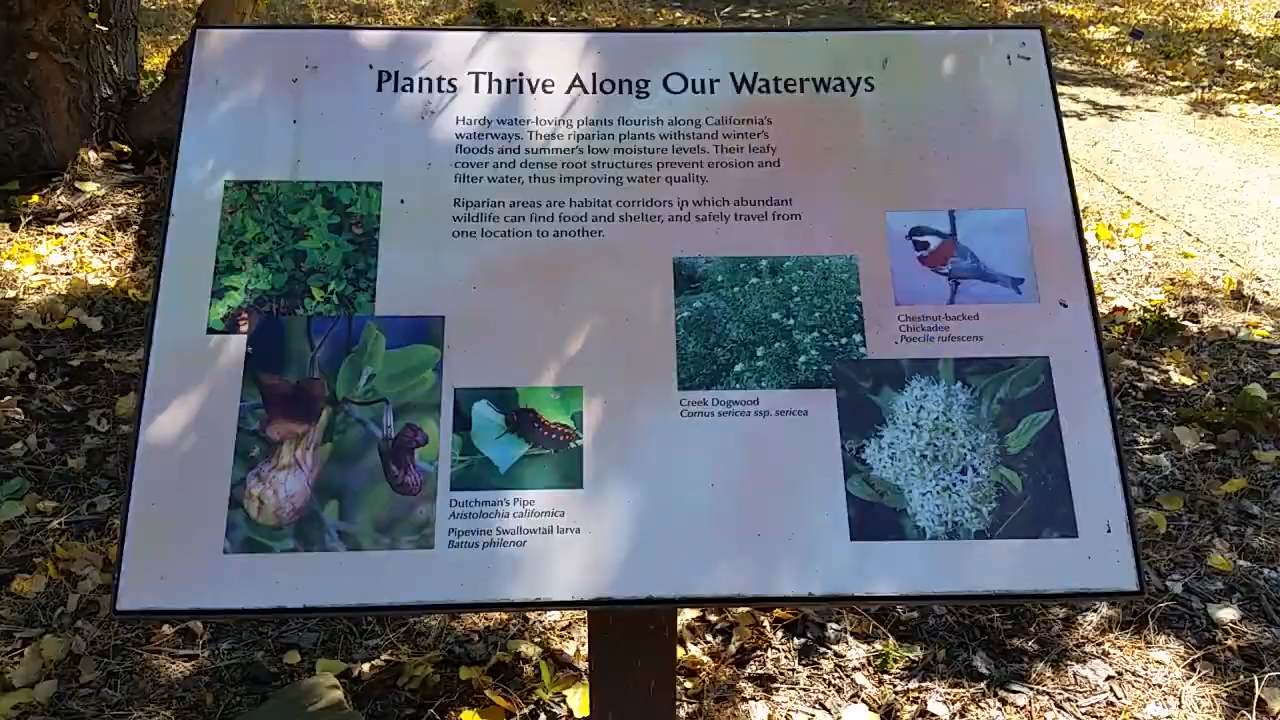 Plants Thrive Along Our Waterways
Hardy water-loving plants flourish along California's
waterways. These riparian plants withstand winter's
floods and summer's low moisture levels. Their leafy
cover and dense root structures prevent erosion and
filter water, thus improving water quality.
Riparian areas are habitat corridors in which abundant
wildlife can find food and shelter, and safely travel from
one location to another.
Chestnut-backed
Chickadee
Poecile rufescens
Creek Dogwood
Cornus sericea ssp. sericea
Dutchman's Pipe
Aristolochia californica
Pipevine Swallowtail larva
Battus philenor